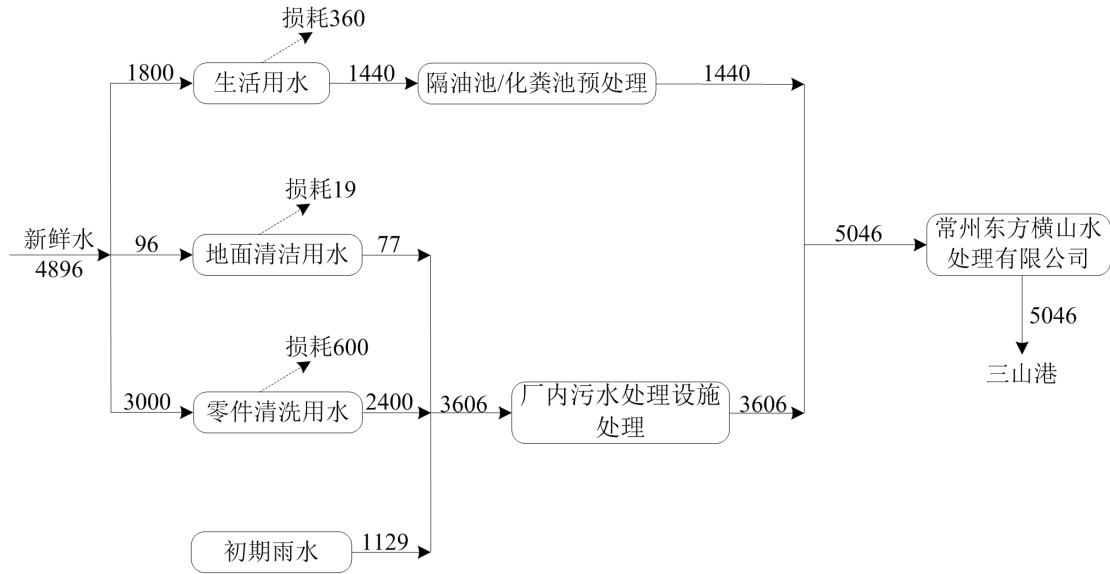 损耗360
1800
生活用水
1440
隔油池/化粪池预处理
1440
损耗19
新鲜水
4896
96
地面清洁用水
77
5046
常州东方横山水
处理有限公司
5046
三山港
损耗600
3000
零件清洗用水
2400
3606
厂内污水处理设施
处理
3606
初期雨水
1129